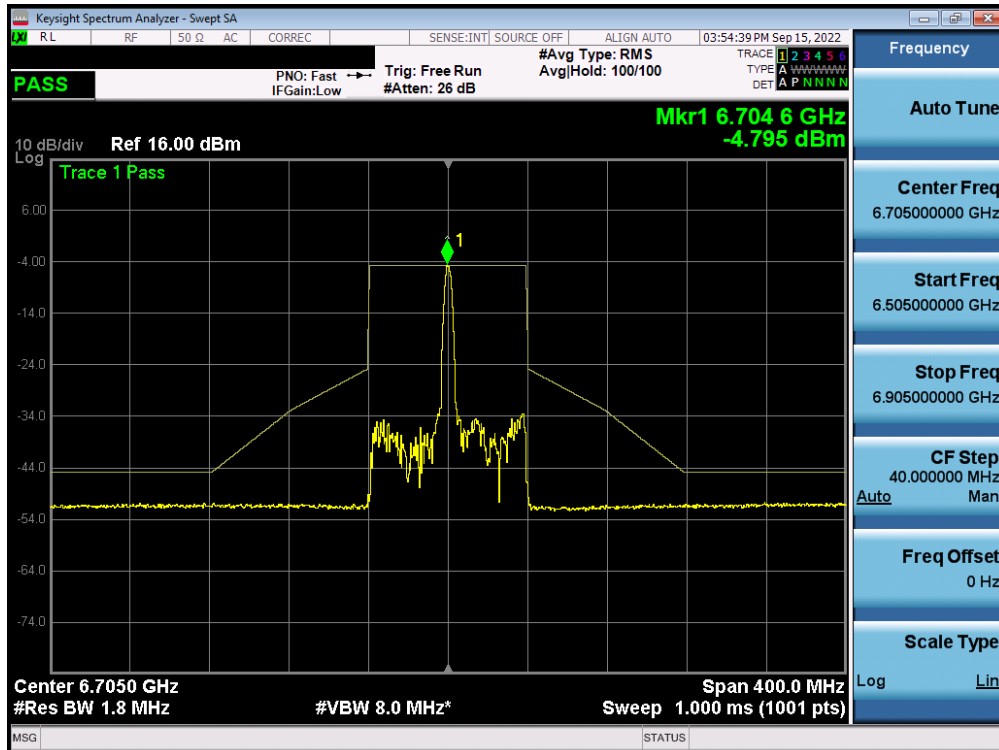 Keysight Spectrum Analyzer - Swept SA
LXI RL RF 50 Ω AC CORREC SENSE:INT SOURCE OFF ALIGN AUTO 03:54:39 PM Sep 15, 2022
PASS
PNO: Fast
IFGain:Low
Trig: Free Run
#Atten: 26 dB
#Avg Type: RMS
Avg|Hold: 100/100
TRACE 1 2 3 4 5 6
TYPE A WWWWW
DET A P N N N N
Mkr1 6.704 6 GHz
-4.795 dBm
10 dB/div Ref 16.00 dBm
Log
Trace 1 Pass
1
6.00
-4.00
-14.0
-24.0
-34.0
-44.0
-54.0
-64.0
-74.0
Center 6.7050 GHz Span 400.0 MHz
#Res BW 1.8 MHz #VBW 8.0 MHz* Sweep 1.000 ms (1001 pts)
MSG STATUS
Frequency
Auto Tune
Center Freq
6.705000000 GHz
Start Freq
6.505000000 GHz
Stop Freq
6.905000000 GHz
CF Step
40.000000 MHz
Auto Man
Freq Offset
0 Hz
Scale Type
Log Lin